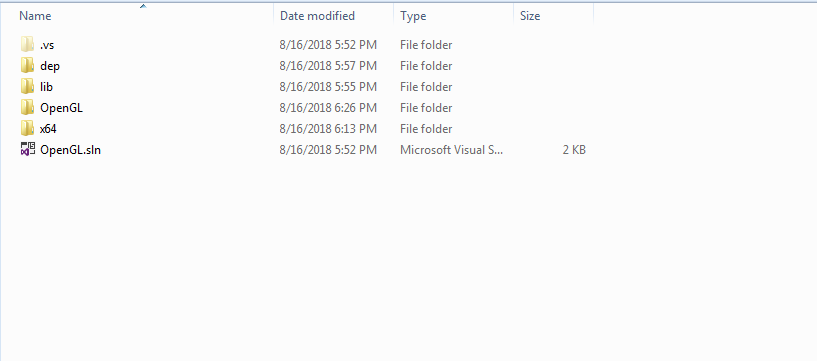 Name Date modified Type Size
.vs 8/16/2018 5:52 PM File folder
dep 8/16/2018 5:57 PM File folder
lib 8/16/2018 5:55 PM File folder
OpenGL 8/16/2018 6:26 PM File folder
x64 8/16/2018 6:13 PM File folder
OpenGL.sln 8/16/2018 5:52 PM Microsoft Visual S... 2 KB